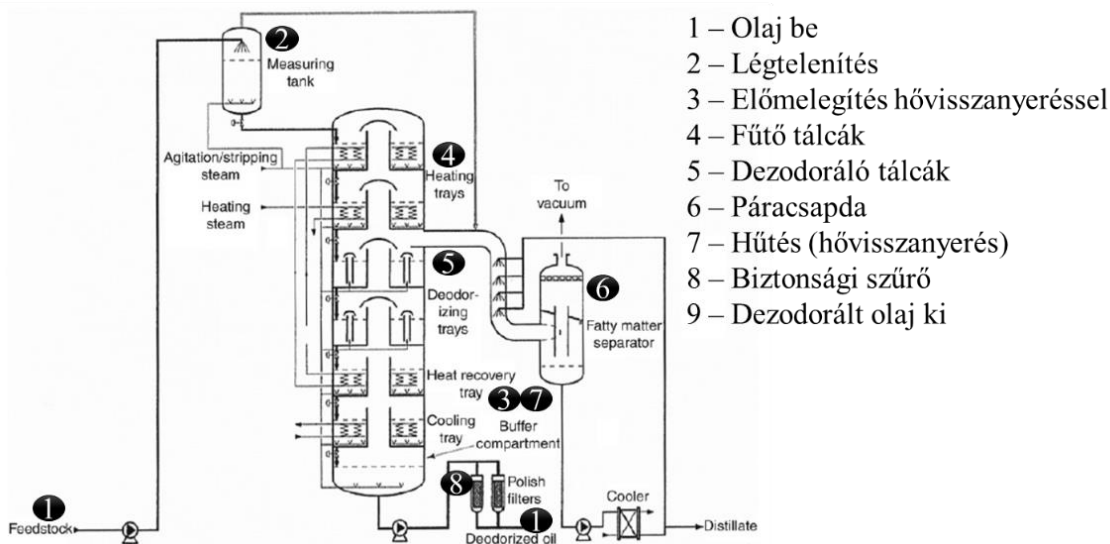 2
Measuring
tank
Agitation/stripping
steam
4
Heating
trays
Heating
steam
To
vacuum
5
Deodor-
izing
trays
6
Fatty matter
separator
Heat recovery
tray
3 7
Cooling
tray
Buffer
compartment
8
Polish
filters
1
Feedstock
1
Deodorized oil
Cooler
Distillate
1 – Olaj be
2 – Légtelenítés
3 – Előmelegítés hővisszanyeréssel
4 – Fűtő tálcák
5 – Dezodoráló tálcák
6 – Páracsapda
7 – Hűtés (hővisszanyerés)
8 – Biztonsági szűrő
9 – Dezodorált olaj ki